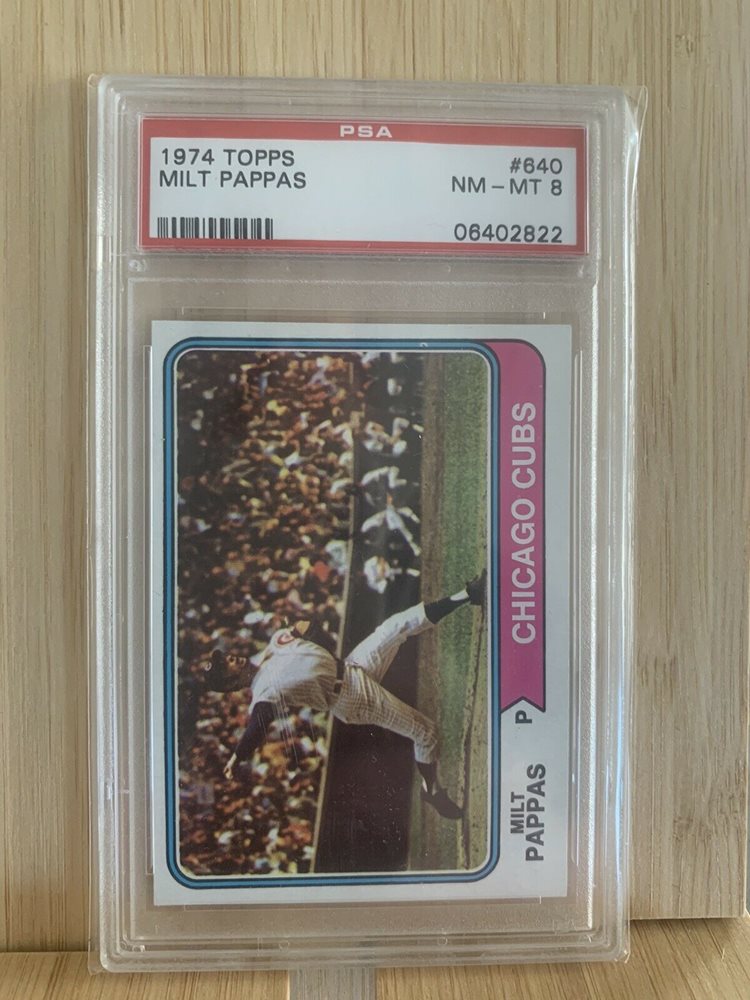 PSA
1974 TOPPS #640
MILT PAPPAS NM - MT 8
06402822
CHICAGO CUBS
MILT
PAPPAS P